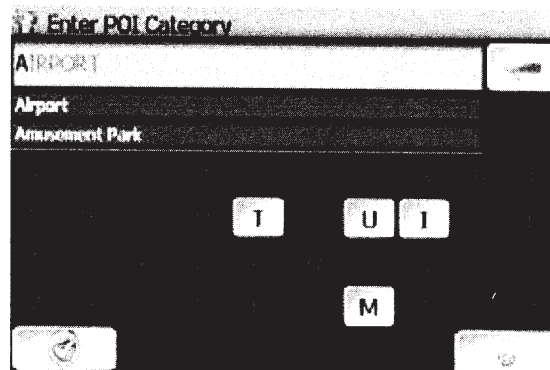 Enter POI Category
AIRPORT
Airport
Amusement Park
T U I
M